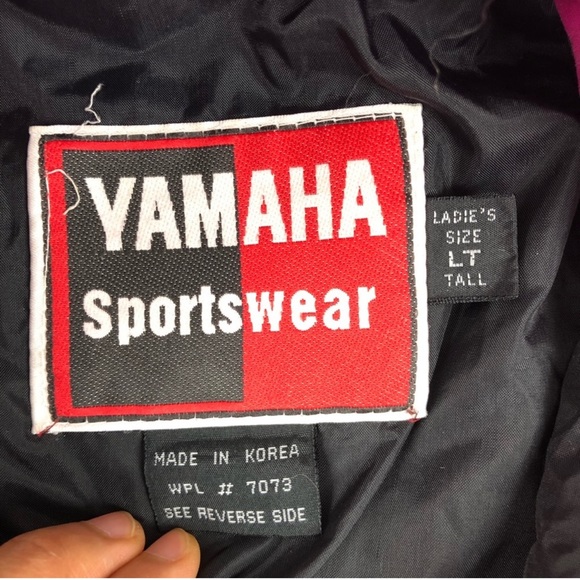 YAMAHA
Sportswear
LADIE'S
SIZE
LT
TALL
MADE IN KOREA
WPL # 7073
SEE REVERSE SIDE